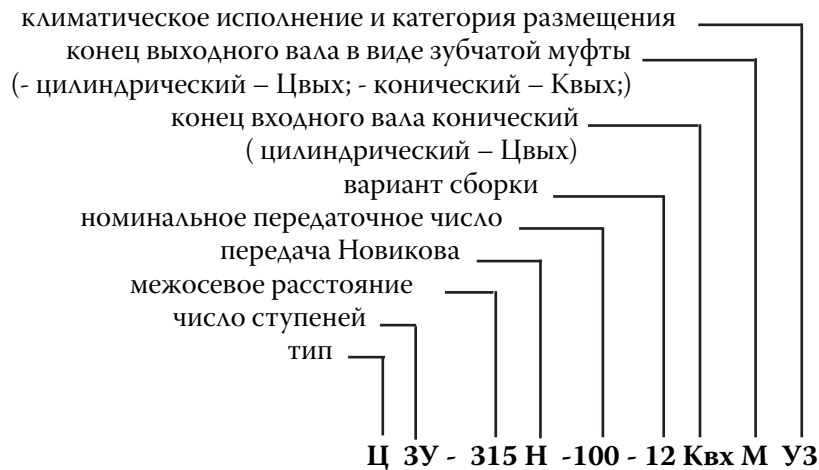 климатическое исполнение и категория размещения
конец выходного вала в виде зубчатой муфты
(- цилиндрический – Цвых; - конический – Квых;)
конец входного вала конический
( цилиндрический – Цвых)
вариант сборки
номинальное передаточное число
передача Новикова
межосевое расстояние
число ступеней
тип
Ц 3У - 315 Н -100 - 12 Квх М У3